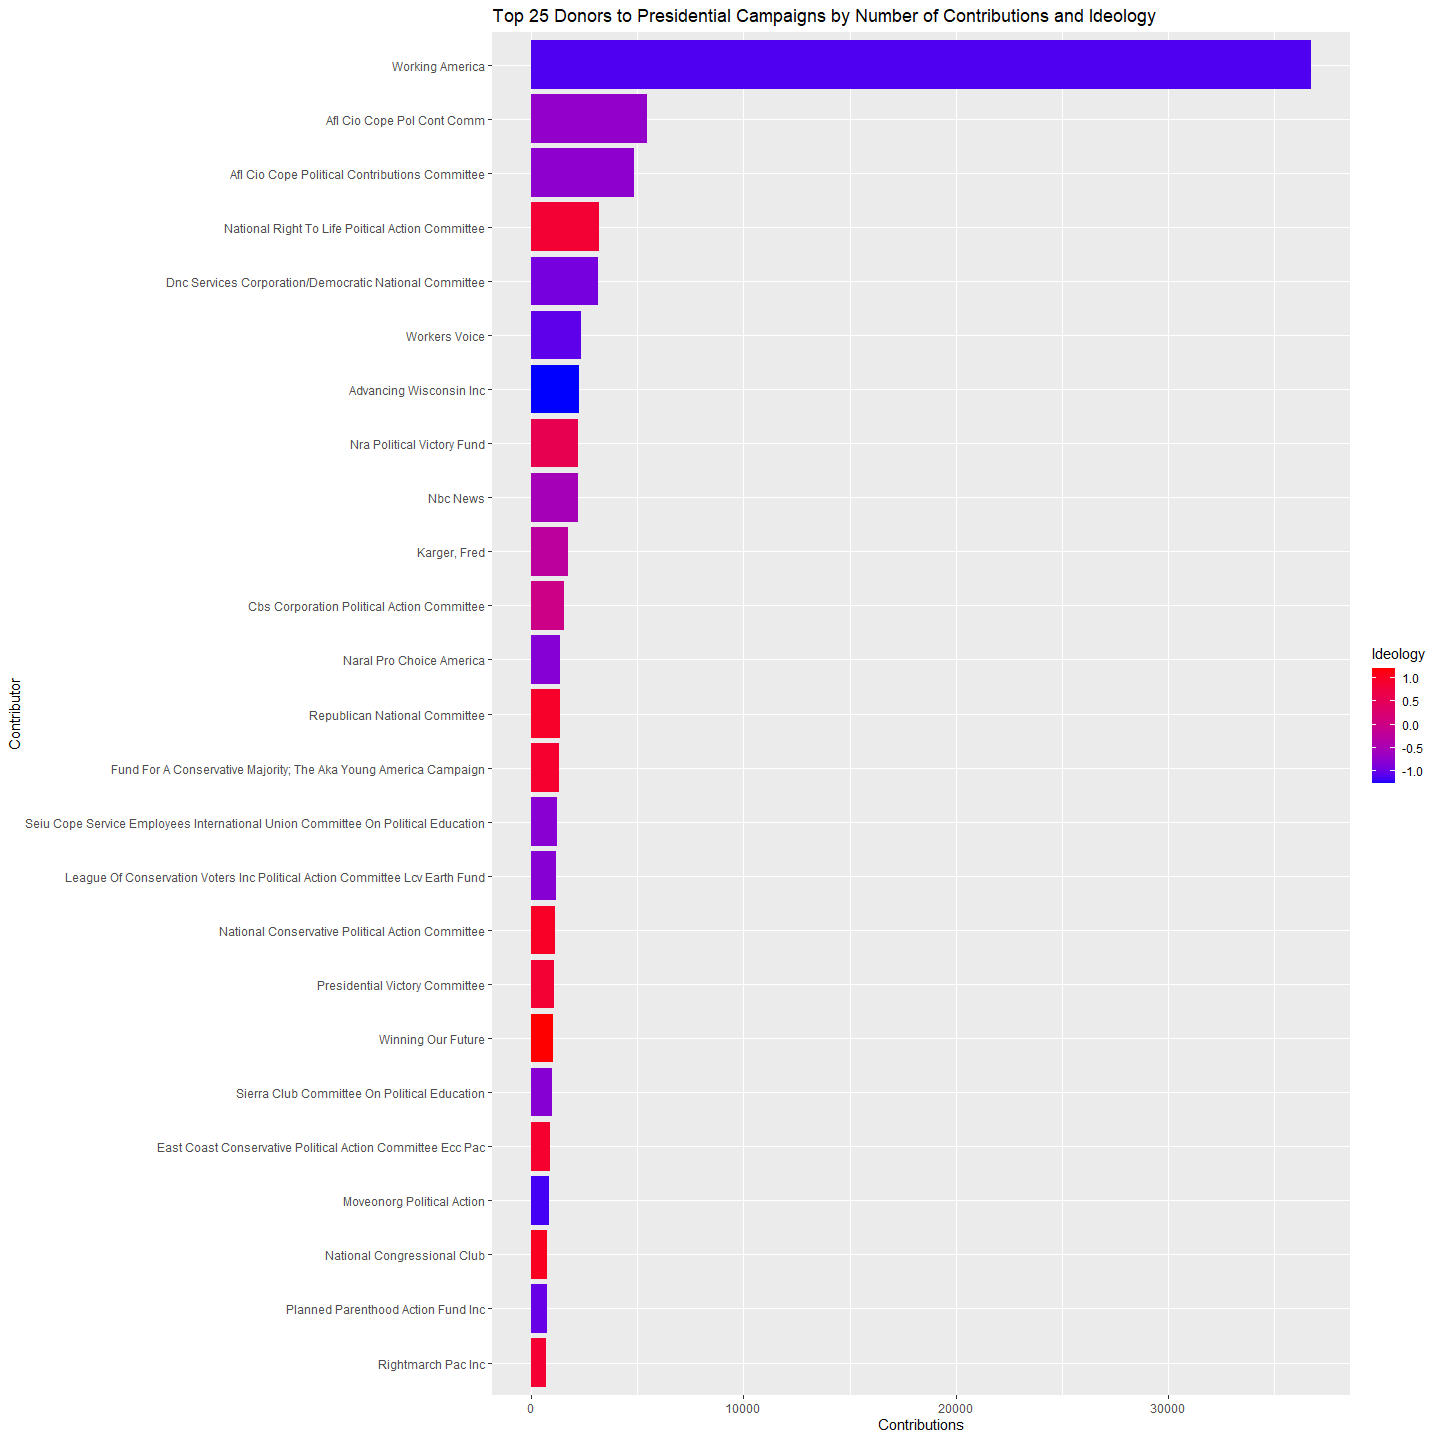 Top 25 Donors to Presidential Campaigns by Number of Contributions and Ideology
Contributor
Working America
Afl Cio Cope Pol Cont Comm
Afl Cio Cope Political Contributions Committee
National Right To Life Poitical Action Committee
Dnc Services Corporation/Democratic National Committee
Workers Voice
Advancing Wisconsin Inc
Nra Political Victory Fund
Nbc News
Karger, Fred
Cbs Corporation Political Action Committee
Naral Pro Choice America
Republican National Committee
Fund For A Conservative Majority; The Aka Young America Campaign
Seiu Cope Service Employees International Union Committee On Political Education
League Of Conservation Voters Inc Political Action Committee Lcv Earth Fund
National Conservative Political Action Committee
Presidential Victory Committee
Winning Our Future
Sierra Club Committee On Political Education
East Coast Conservative Political Action Committee Ecc Pac
Moveonorg Political Action
National Congressional Club
Planned Parenthood Action Fund Inc
Rightmarch Pac Inc
0 10000 20000 30000
Contributions
Ideology
1.0
0.5
0.0
-0.5
-1.0